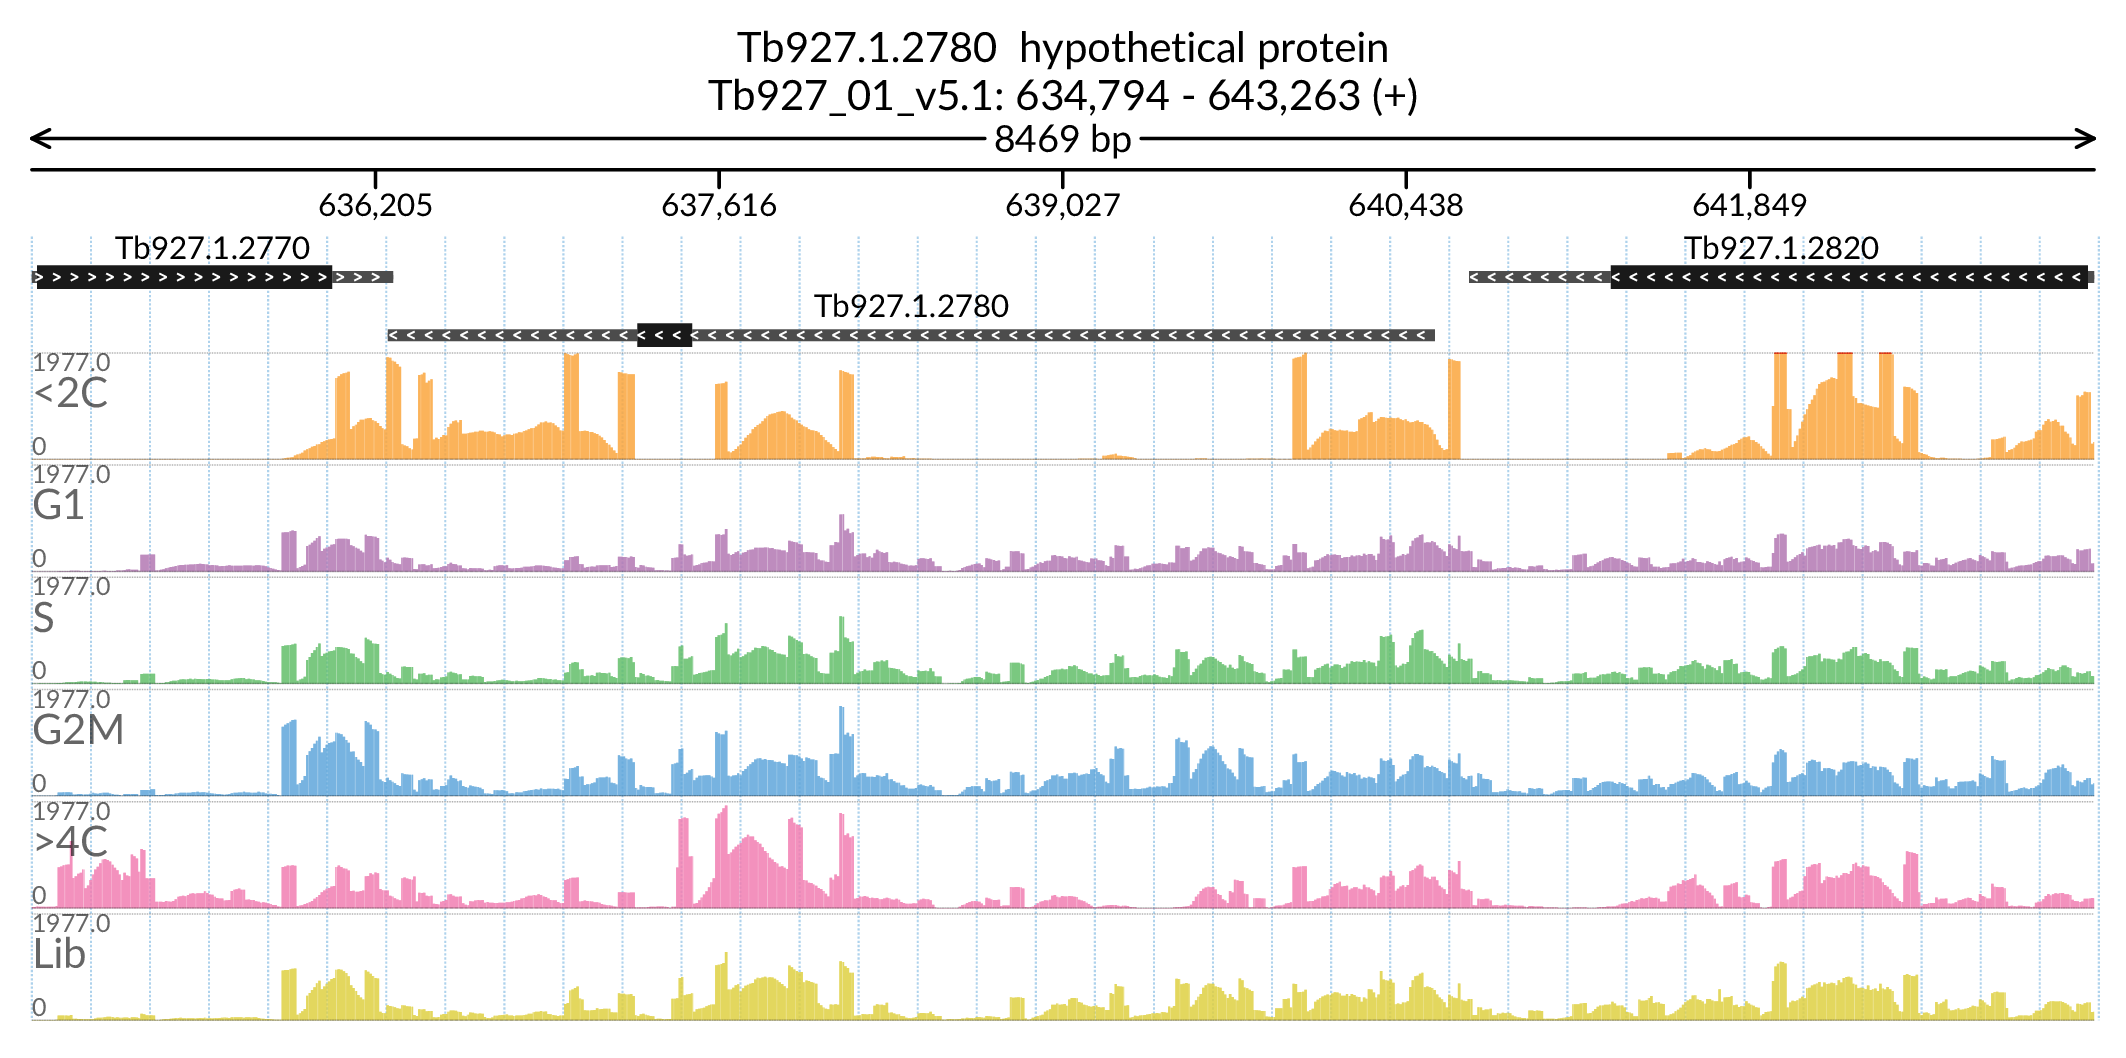 Tb927.1.2780  hypothetical protein
Tb927_01_v5.1: 634,794 - 643,263 (+)
8469 bp
636,205 637,616 639,027 640,438 641,849
Tb927.1.2770 Tb927.1.2820
Tb927.1.2780
1977.0
<2C
0
1977.0
G1
0
1977.0
S
0
1977.0
G2M
0
1977.0
>4C
0
1977.0
Lib
0